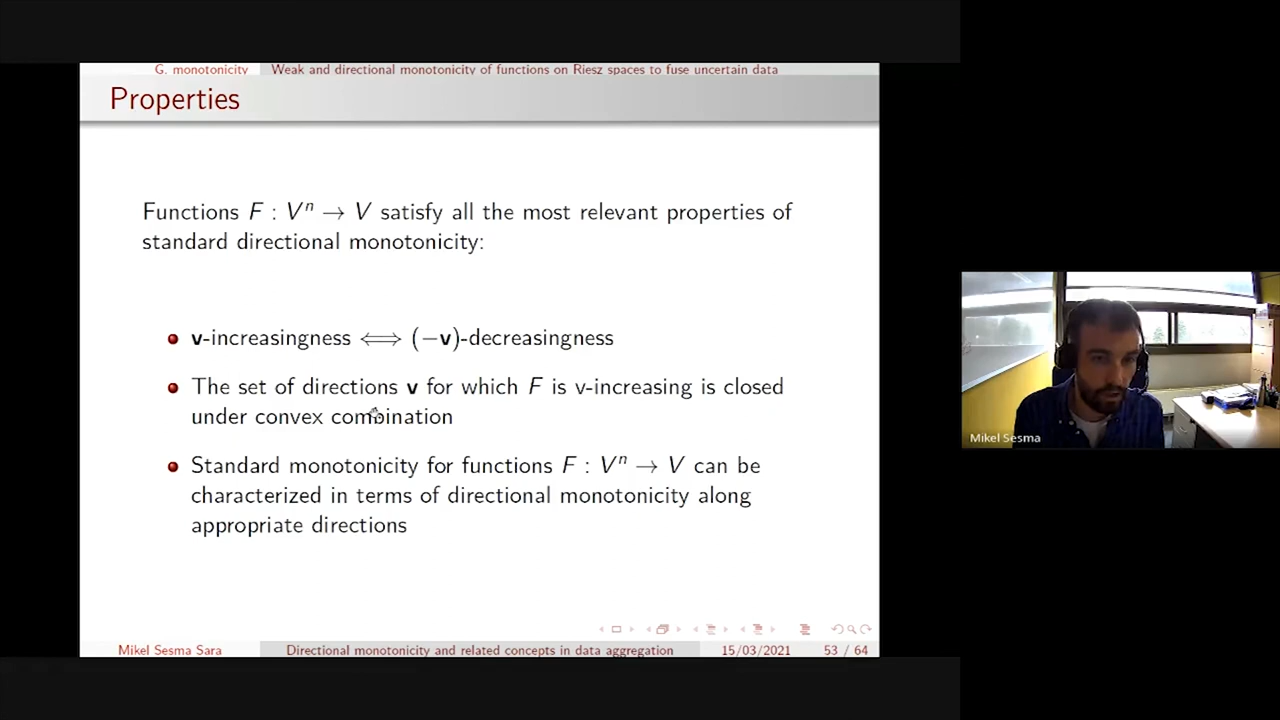 G. monotonicity Weak and directional monotonicity of functions on Riesz spaces to fuse uncertain data
Properties
Functions F : Vⁿ → V satisfy all the most relevant properties of
standard directional monotonicity:
v-increasingness ⟺ (−v)-decreasingness
The set of directions v for which F is v-increasing is closed
under convex combination
Standard monotonicity for functions F : Vⁿ → V can be
characterized in terms of directional monotonicity along
appropriate directions
Mikel Sesma
Mikel Sesma Sara Directional monotonicity and related concepts in data aggregation 15/03/2021 53 / 64